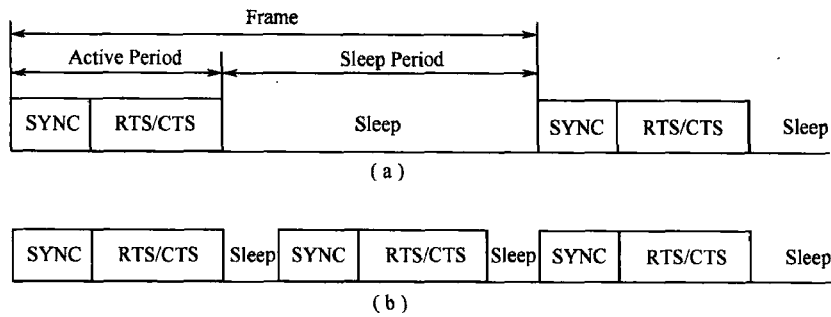 Frame
Active Period Sleep Period
SYNC RTS/CTS Sleep SYNC RTS/CTS Sleep
( a )
SYNC RTS/CTS Sleep SYNC RTS/CTS Sleep SYNC RTS/CTS Sleep
( b )